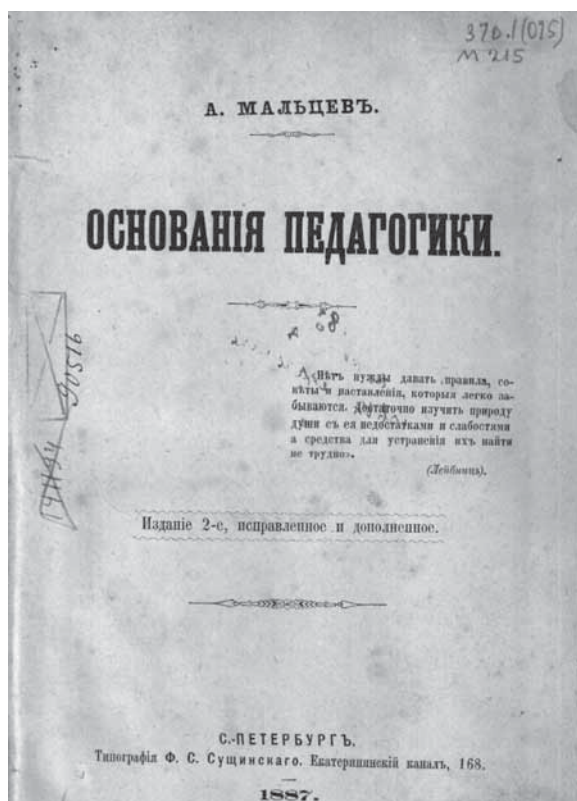 370.1(075)
М 215
А. МАЛЬЦЕВЪ.
ОСНОВАНІЯ ПЕДАГОГИКИ.
90516
Нѣтъ нужды давать правила, со-
вѣты и наставленія, которыя легко за-
бываются. Достаточно изучить природу
души съ ея недостатками и слабостями
а средства для устраненія ихъ найти
не трудно».
(Лейбницъ).
Изданіе 2-е, исправленное и дополненное.
С.-ПЕТЕРБУРГЪ.
Типографія Ф. С. Сущинскаго. Екатерининскій каналъ, 168.
1887.